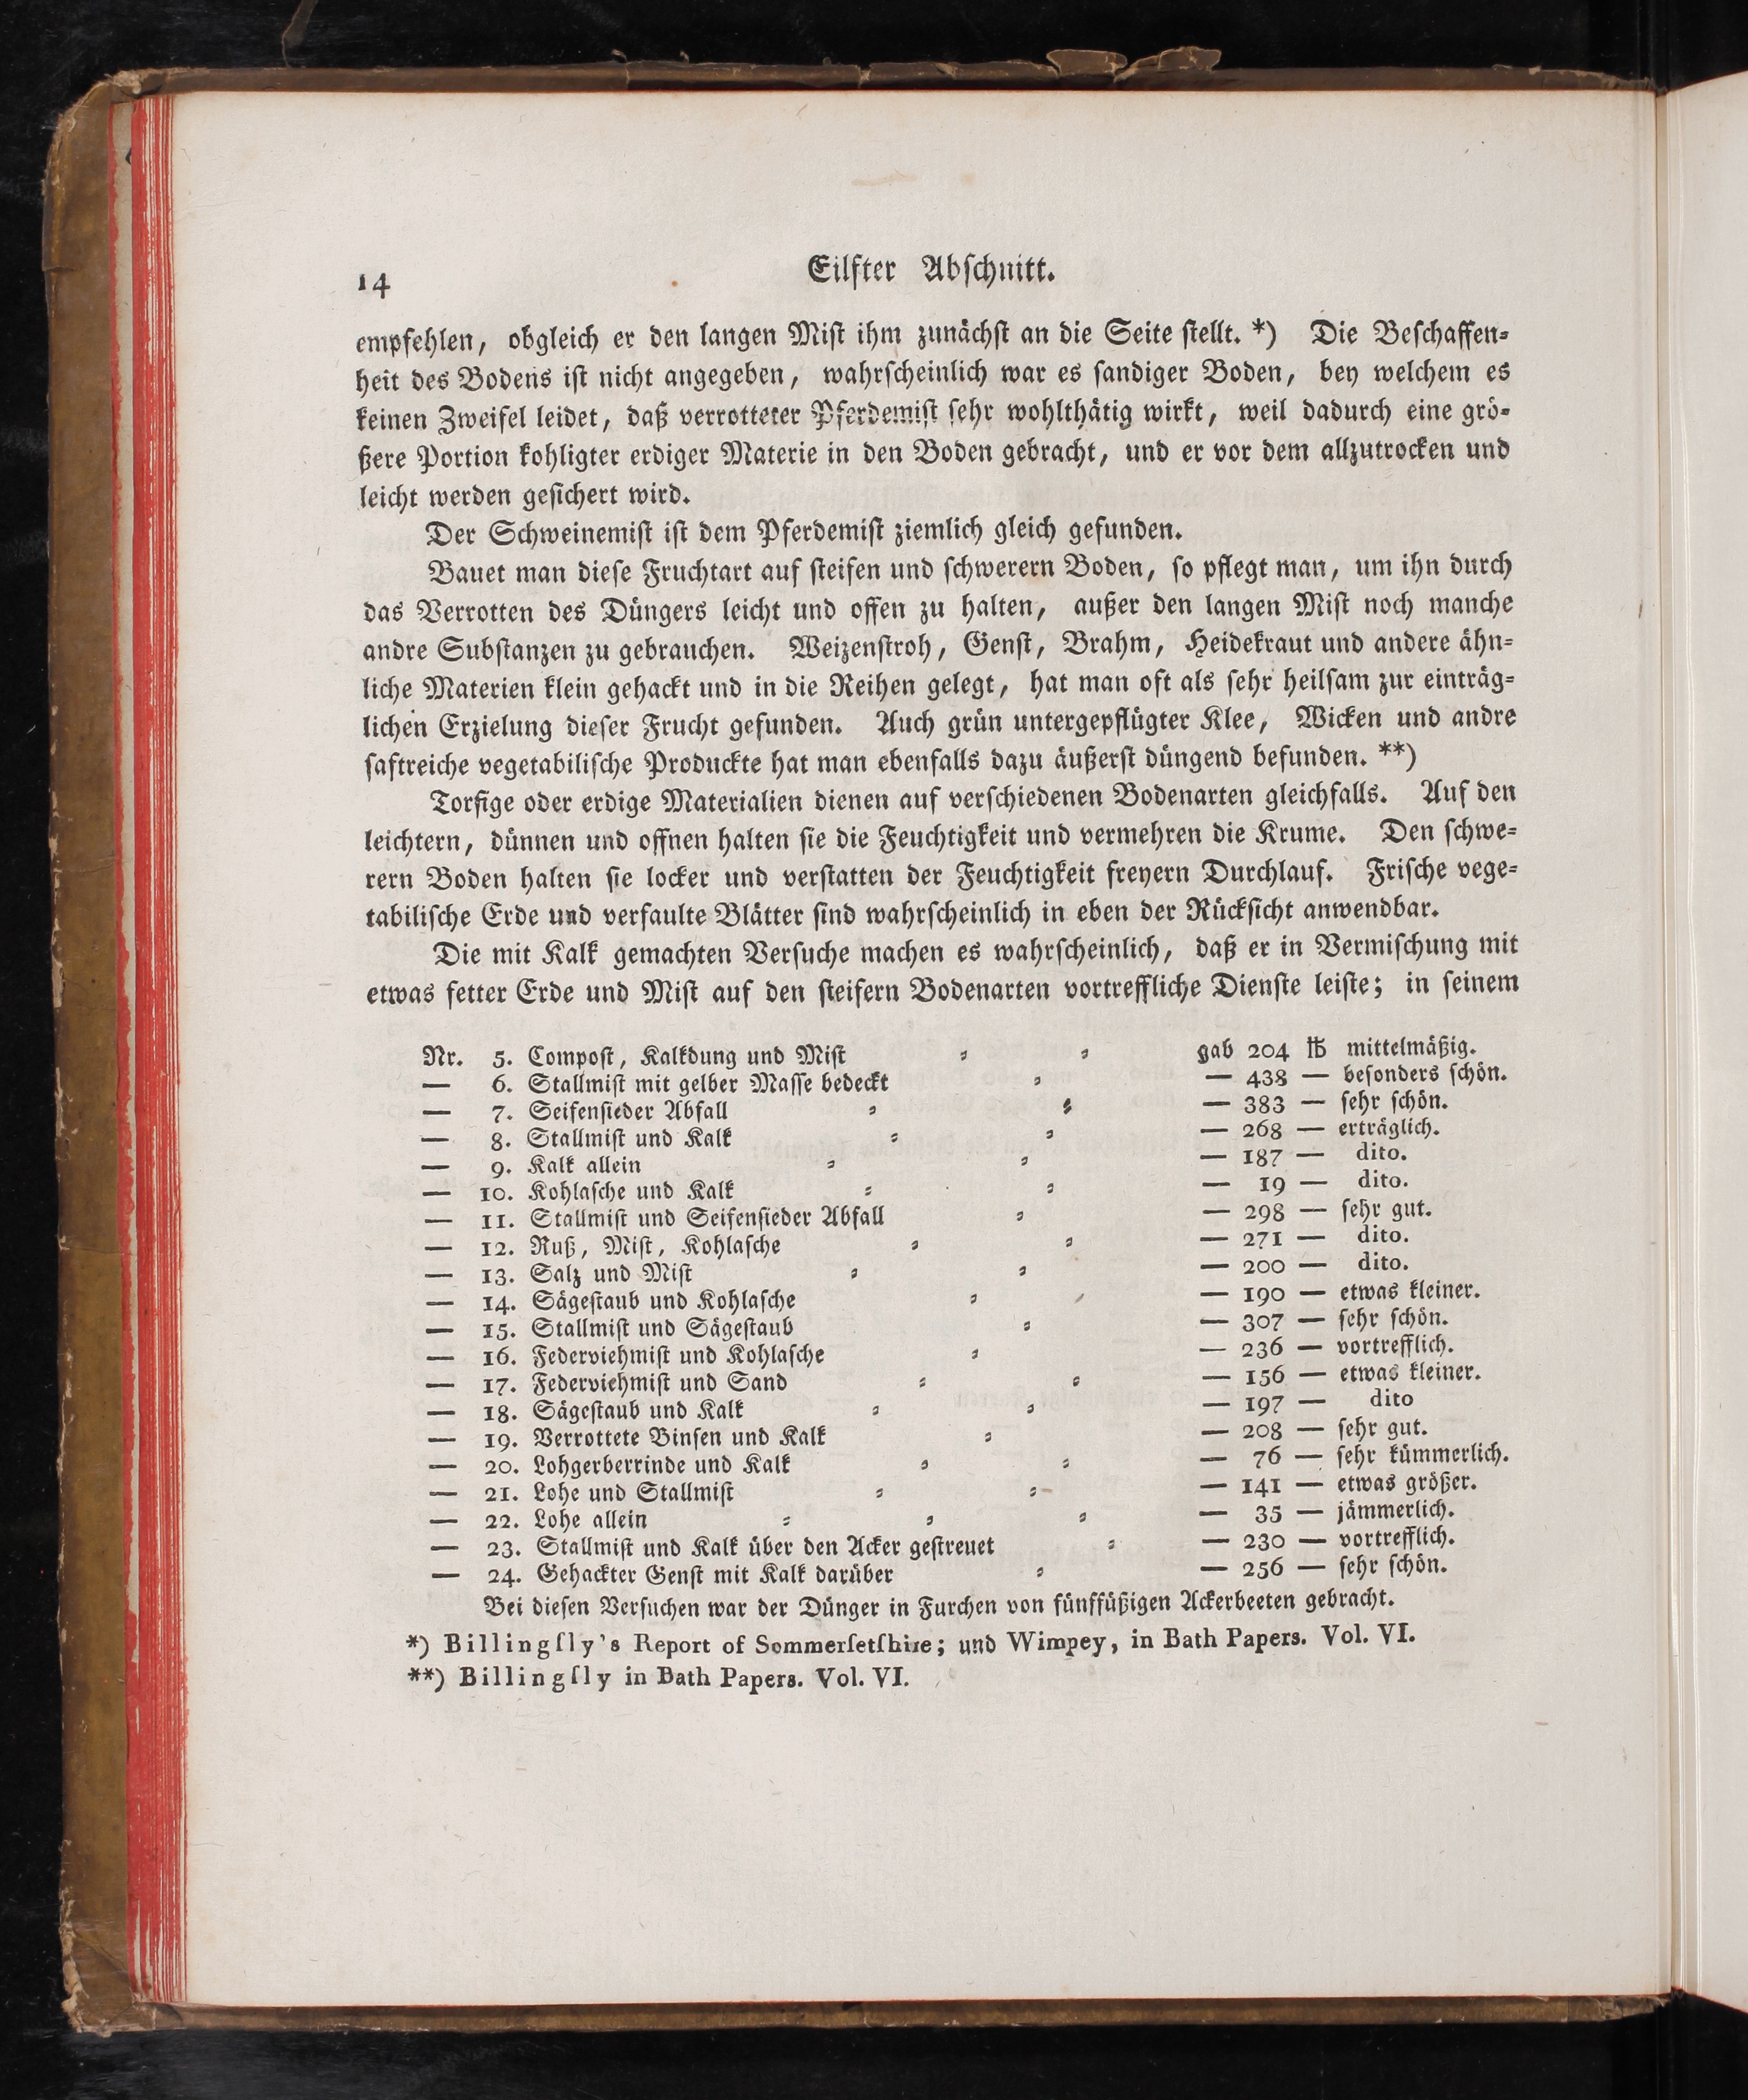 14
Eilfter Abſchnitt.
empfehlen, obgleich er den langen Miſt ihm zunächſt an die Seite ſtellt. *) Die Beſchaffen-
heit des Bodens iſt nicht angegeben, wahrſcheinlich war es ſandiger Boden, bey welchem es
keinen Zweifel leidet, daß verrotteter Pferdemiſt ſehr wohlthätig wirkt, weil dadurch eine grö-
ßere Portion kohligter erdiger Materie in den Boden gebracht, und er vor dem allzutrocken und
leicht werden geſichert wird.
Der Schweinemiſt iſt dem Pferdemiſt ziemlich gleich gefunden.
Bauet man dieſe Fruchtart auf ſteifen und ſchwerern Boden, ſo pflegt man, um ihn durch
das Verrotten des Düngers leicht und offen zu halten, außer den langen Miſt noch manche
andre Subſtanzen zu gebrauchen. Weizenſtroh, Genſt, Brahm, Heidekraut und andere ähn-
liche Materien klein gehackt und in die Reihen gelegt, hat man oft als ſehr heilſam zur einträg-
lichen Erzielung dieſer Frucht gefunden. Auch grün untergepflügter Klee, Wicken und andre
ſaftreiche vegetabiliſche Produckte hat man ebenfalls dazu äußerſt düngend befunden. **)
Torfige oder erdige Materialien dienen auf verſchiedenen Bodenarten gleichfalls. Auf den
leichtern, dünnen und offnen halten ſie die Feuchtigkeit und vermehren die Krume. Den ſchwe-
rern Boden halten ſie locker und verſtatten der Feuchtigkeit freyern Durchlauf. Friſche vege-
tabiliſche Erde und verfaulte Blätter ſind wahrſcheinlich in eben der Rückſicht anwendbar.
Die mit Kalk gemachten Verſuche machen es wahrſcheinlich, daß er in Vermiſchung mit
etwas fetter Erde und Miſt auf den ſteifern Bodenarten vortreffliche Dienſte leiſte; in ſeinem
Nr. 5. Compoſt, Kalkdung und Miſt = = gab 204 ℔ mittelmäßig.
— 6. Stallmiſt mit gelber Maſſe bedeckt = — 438 — beſonders ſchön.
— 7. Seifenſieder Abfall = = — 383 — ſehr ſchön.
— 8. Stallmiſt und Kalk = = — 268 — erträglich.
— 9. Kalk allein = = — 187 — dito.
— 10. Kohlaſche und Kalk = = — 19 — dito.
— 11. Stallmiſt und Seifenſieder Abfall = — 298 — ſehr gut.
— 12. Ruß, Miſt, Kohlaſche = = — 271 — dito.
— 13. Salz und Miſt = = — 200 — dito.
— 14. Sägeſtaub und Kohlaſche = = — 190 — etwas kleiner.
— 15. Stallmiſt und Sägeſtaub = — 307 — ſehr ſchön.
— 16. Federviehmiſt und Kohlaſche = — 236 — vortrefflich.
— 17. Federviehmiſt und Sand = = — 156 — etwas kleiner.
— 18. Sägeſtaub und Kalk = = — 197 — dito
— 19. Verrottete Binſen und Kalk = — 208 — ſehr gut.
— 20. Lohgerberrinde und Kalk = = — 76 — ſehr kümmerlich.
— 21. Lohe und Stallmiſt = = — 141 — etwas größer.
— 22. Lohe allein = = = — 35 — jämmerlich.
— 23. Stallmiſt und Kalk über den Acker geſtreuet = — 230 — vortrefflich.
— 24. Gehackter Genſt mit Kalk darüber = — 256 — ſehr ſchön.
Bei dieſen Verſuchen war der Dünger in Furchen von fünffüßigen Ackerbeeten gebracht.
*) Billingſly's Report of Sommerſetſhire; und Wimpey, in Bath Papers. Vol. VI.
**) Billingſly in Bath Papers. Vol. VI.